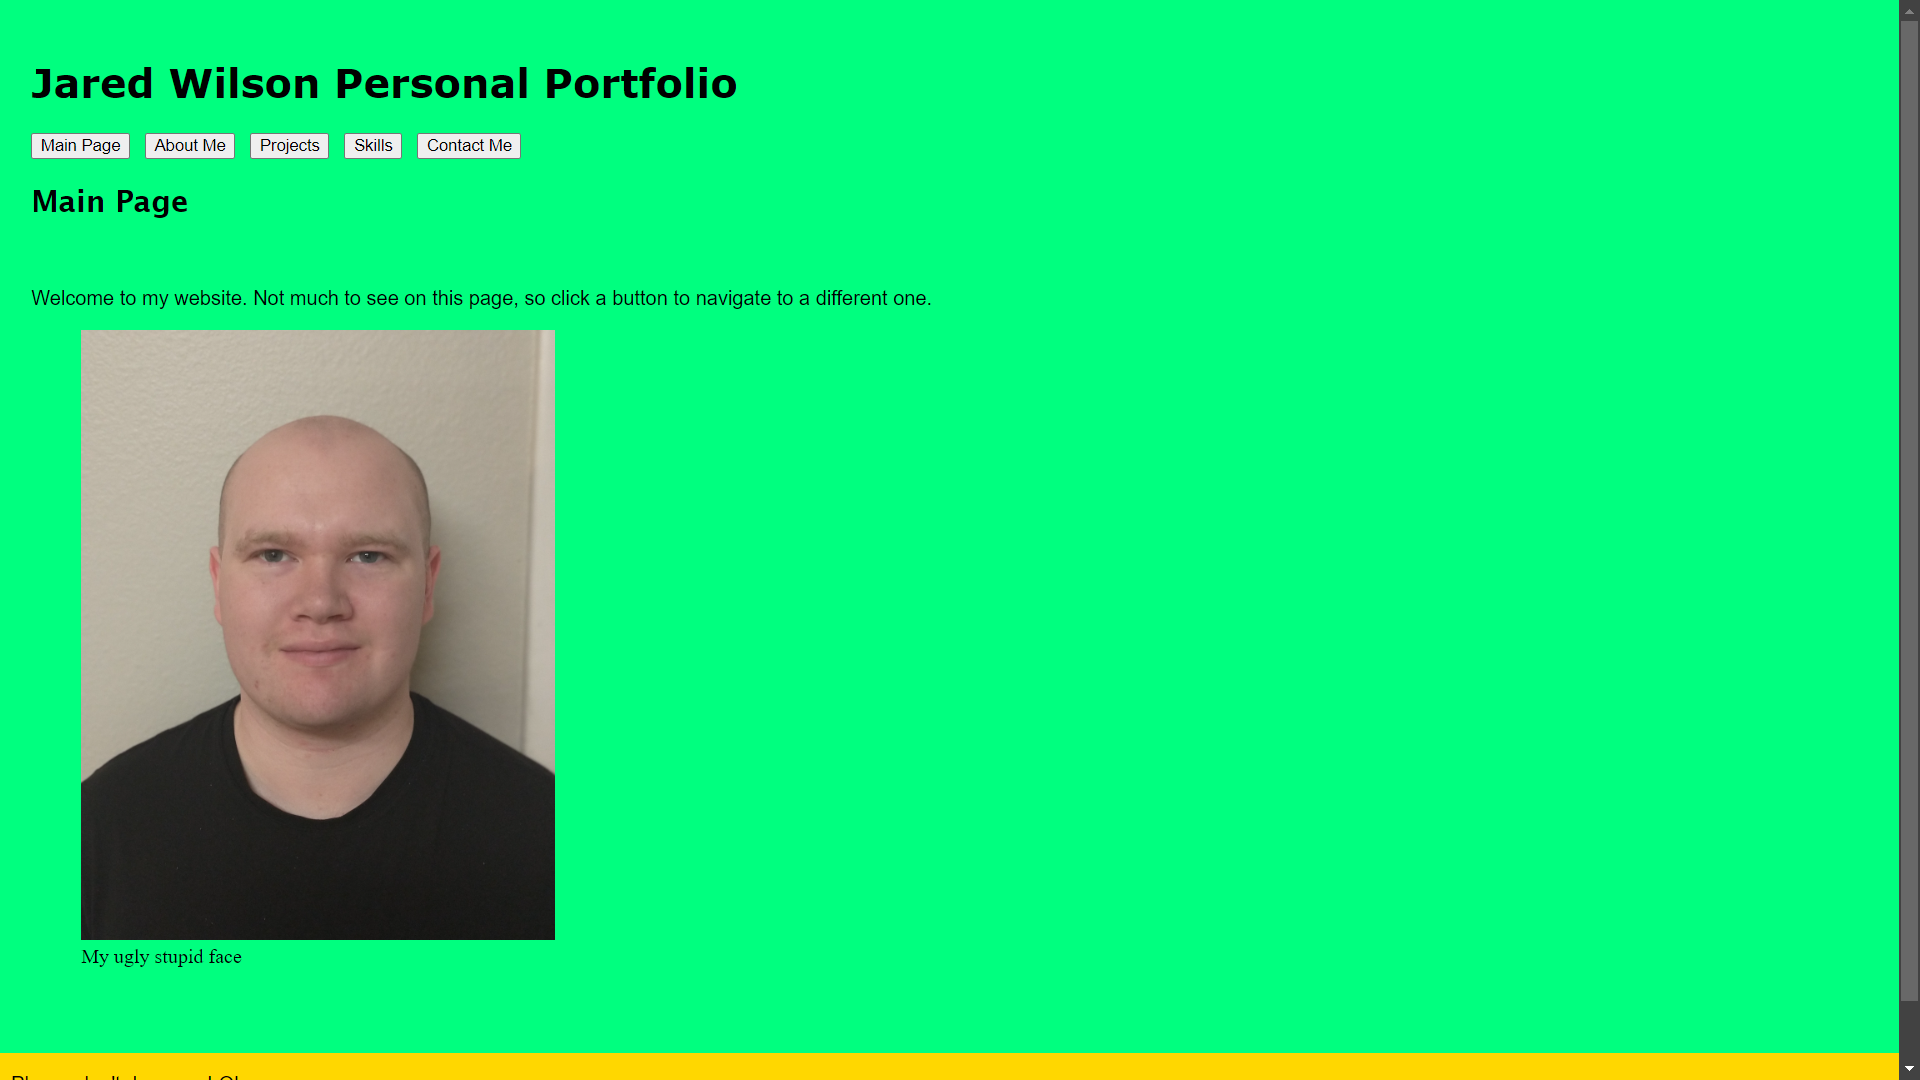 Jared Wilson Personal Portfolio
Main Page About Me Projects Skills Contact Me
Main Page
Welcome to my website. Not much to see on this page, so click a button to navigate to a different one.
My ugly stupid face